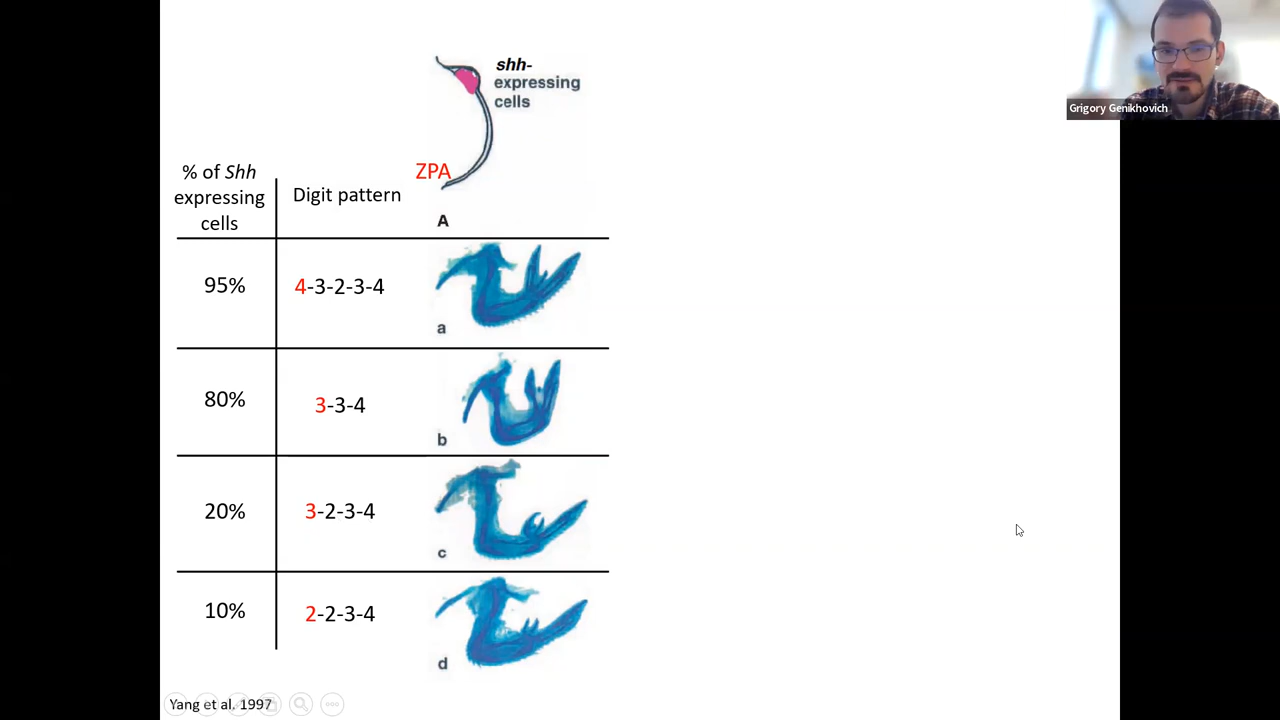 shh-
expressing
cells
Grigory Genikhovich
ZPA
% of Shh
expressing
cells
Digit pattern
A
95%
4-3-2-3-4
a
80%
3-3-4
b
20%
3-2-3-4
c
10%
2-2-3-4
d
Yang et al. 1997